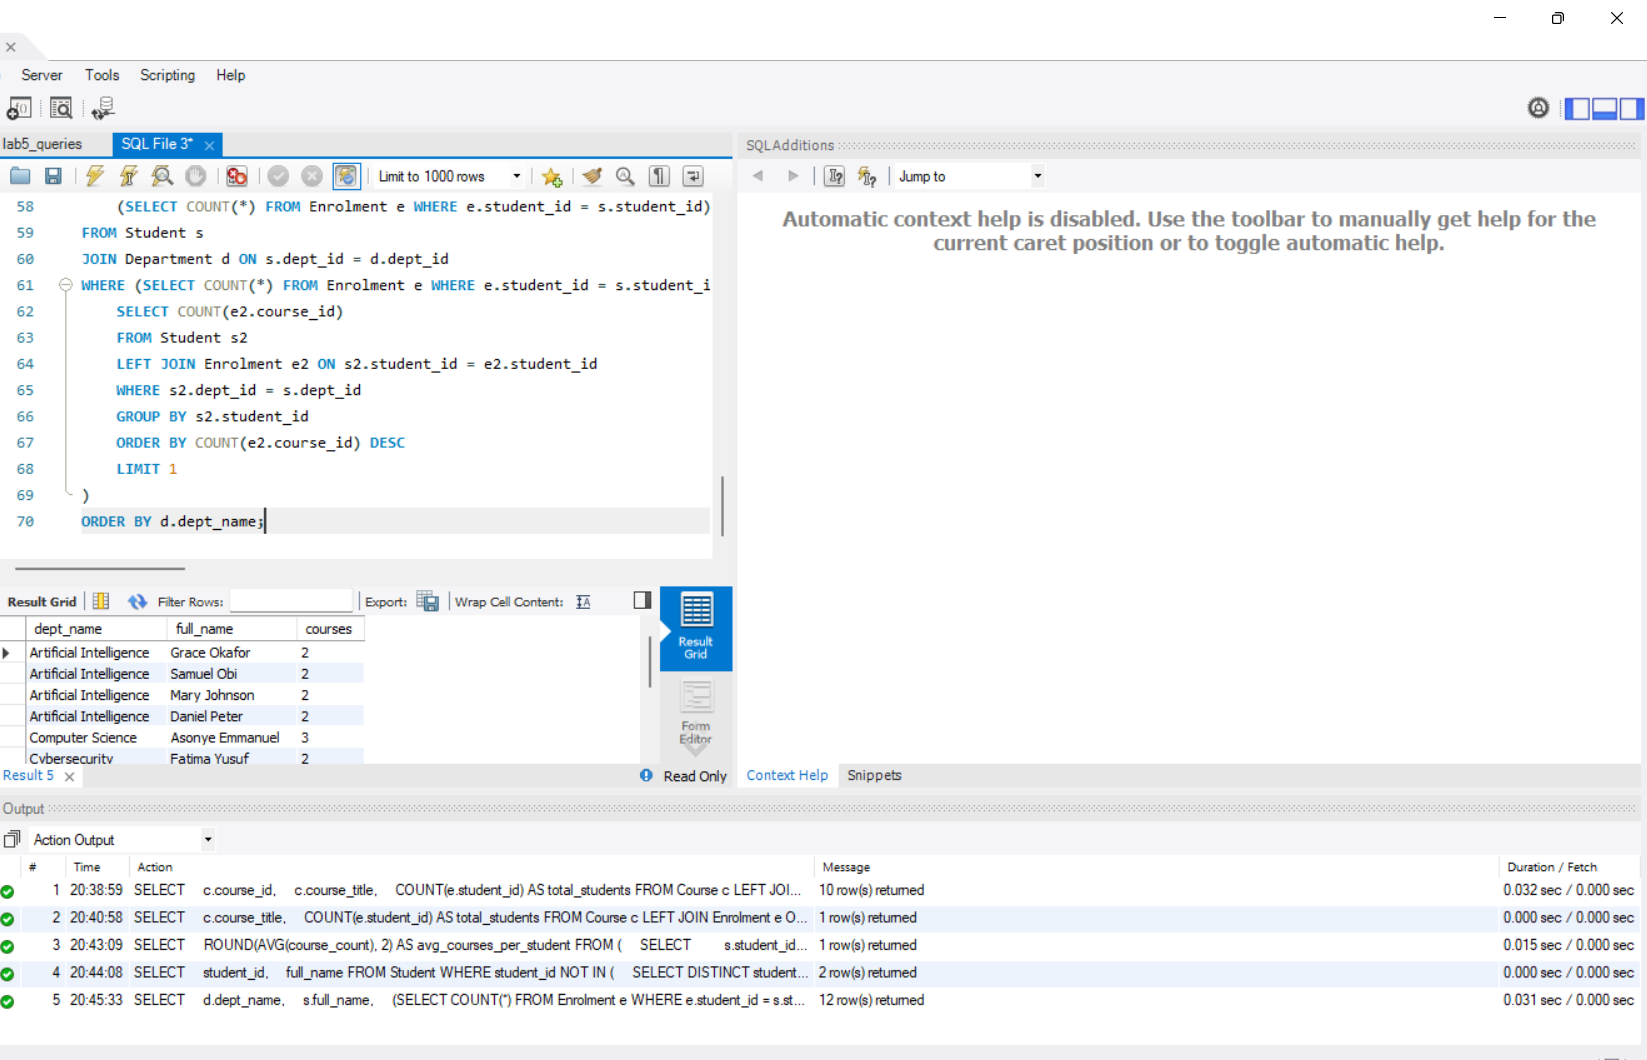 Server Tools Scripting Help
lab5_queries SQL File 3*
SQLAdditions
Limit to 1000 rows
Jump to
58 (SELECT COUNT(*) FROM Enrolment e WHERE e.student_id = s.student_id)
59 FROM Student s
60 JOIN Department d ON s.dept_id = d.dept_id
61 WHERE (SELECT COUNT(*) FROM Enrolment e WHERE e.student_id = s.student_i
62 SELECT COUNT(e2.course_id)
63 FROM Student s2
64 LEFT JOIN Enrolment e2 ON s2.student_id = e2.student_id
65 WHERE s2.dept_id = s.dept_id
66 GROUP BY s2.student_id
67 ORDER BY COUNT(e2.course_id) DESC
68 LIMIT 1
69 )
70 ORDER BY d.dept_name;
Automatic context help is disabled. Use the toolbar to manually get help for the
current caret position or to toggle automatic help.
Result Grid Filter Rows: Export: Wrap Cell Content:
dept_name full_name courses
Artificial Intelligence Grace Okafor 2
Artificial Intelligence Samuel Obi 2
Artificial Intelligence Mary Johnson 2
Artificial Intelligence Daniel Peter 2
Computer Science Asonye Emmanuel 3
Cybersecurity Fatima Yusuf 2
Result
Grid
Form
Editor
Result 5
Read Only
Context Help Snippets
Output
Action Output
# Time Action Message Duration / Fetch
1 20:38:59 SELECT c.course_id, c.course_title, COUNT(e.student_id) AS total_students FROM Course c LEFT JOI... 10 row(s) returned 0.032 sec / 0.000 sec
2 20:40:58 SELECT c.course_title, COUNT(e.student_id) AS total_students FROM Course c LEFT JOIN Enrolment e O... 1 row(s) returned 0.000 sec / 0.000 sec
3 20:43:09 SELECT ROUND(AVG(course_count), 2) AS avg_courses_per_student FROM ( SELECT s.student_id... 1 row(s) returned 0.015 sec / 0.000 sec
4 20:44:08 SELECT student_id, full_name FROM Student WHERE student_id NOT IN ( SELECT DISTINCT student... 2 row(s) returned 0.000 sec / 0.000 sec
5 20:45:33 SELECT d.dept_name, s.full_name, (SELECT COUNT(*) FROM Enrolment e WHERE e.student_id = s.st... 12 row(s) returned 0.031 sec / 0.000 sec